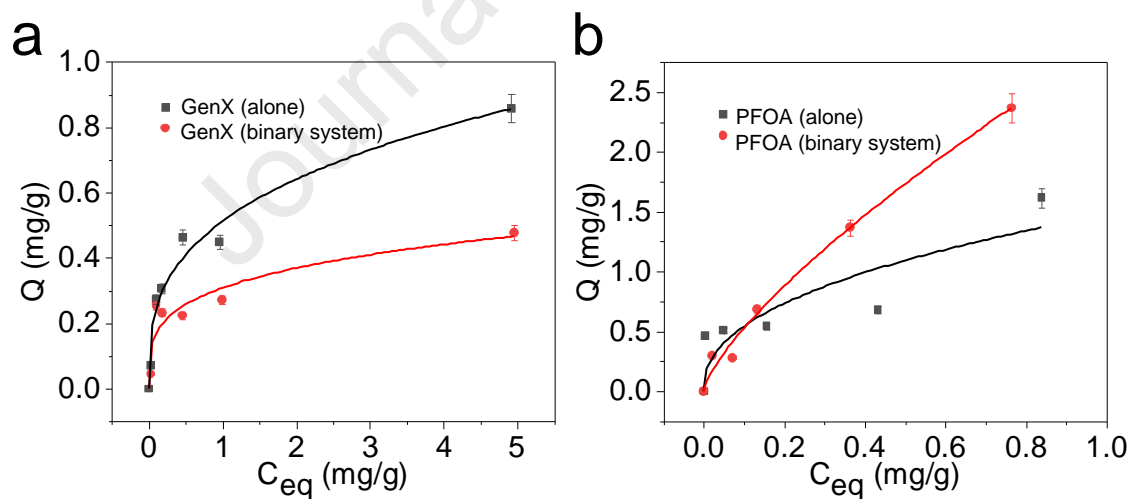 a
Journa
1.0
0.8
0.6
0.4
0.2
0.0
Q (mg/g)
GenX (alone)
GenX (binary system)
0 1 2 3 4 5
Ceq (mg/g)
b
2.5
2.0
1.5
1.0
0.5
0.0
Q (mg/g)
PFOA (alone)
PFOA (binary system)
0.0 0.2 0.4 0.6 0.8 1.0
Ceq (mg/g)